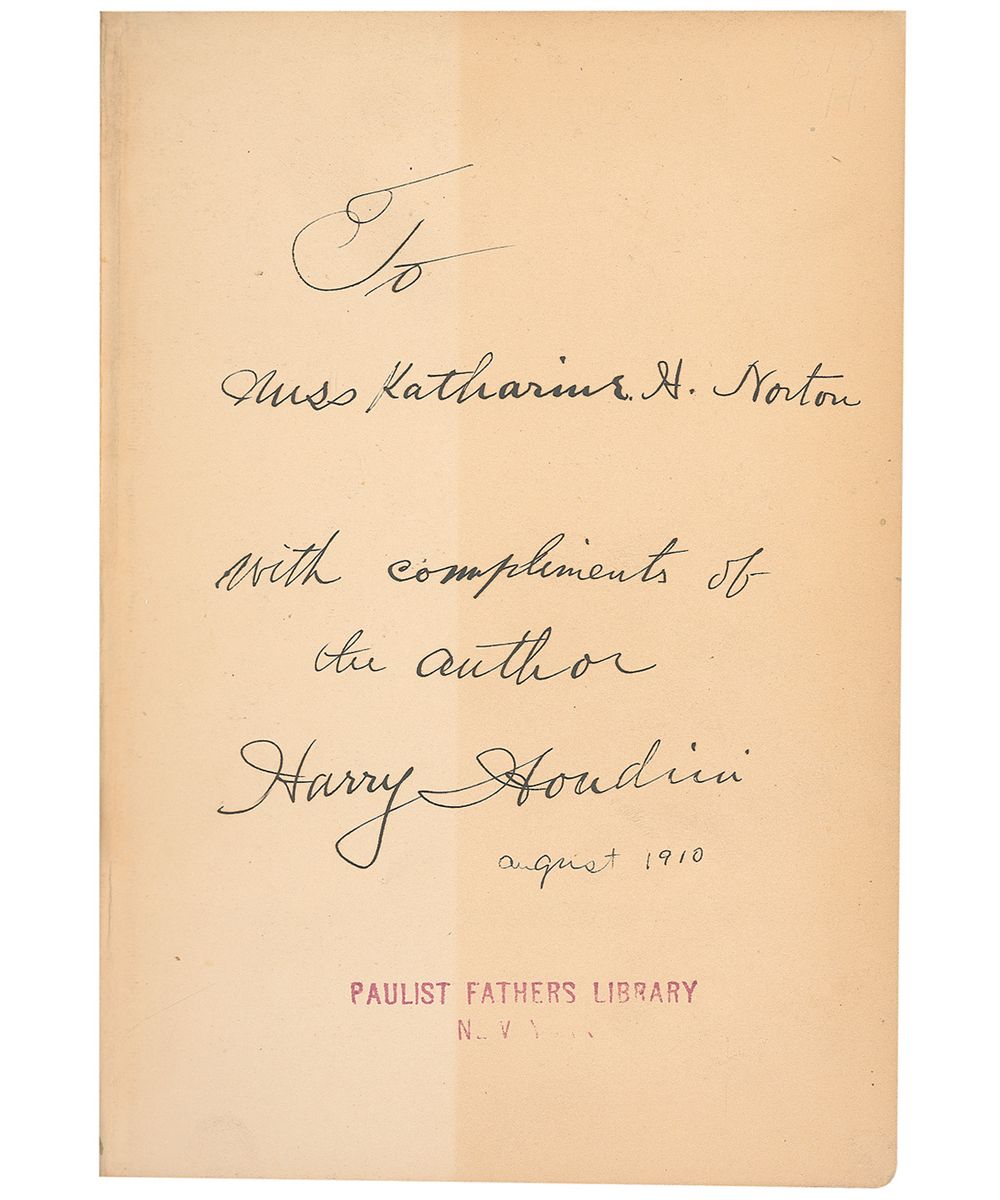 To
Miss Katharine. H. Norton
with compliments of
the author
Harry Houdini
august 1910
PAULIST FATHERS LIBRARY